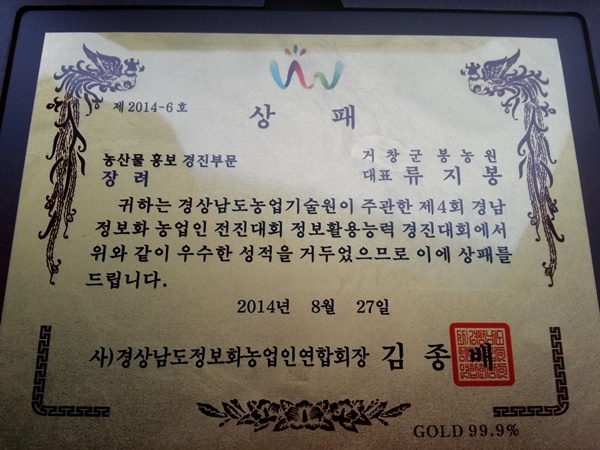 제 2014-6 호
상 패
농산물 홍보 경진부문
장 려
거 창 군 봉 농 원
대표 류 지 봉
귀하는 경상남도농업기술원이 주관한 제4회 경남
정보화 농업인 전진대회 정보활용능력 경진대회에서
위와 같이 우수한 성적을 거두었으므로 이에 상패를
드립니다.
2014년 8월 27일
사)경상남도정보화농업인연합회장 김 종 배
GOLD 99.9%